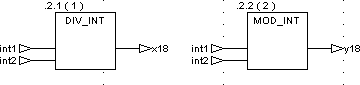 .2.1 ( 1 )
DIV_INT
int1
int2
x18
.2.2 ( 2 )
MOD_INT
int1
int2
y18